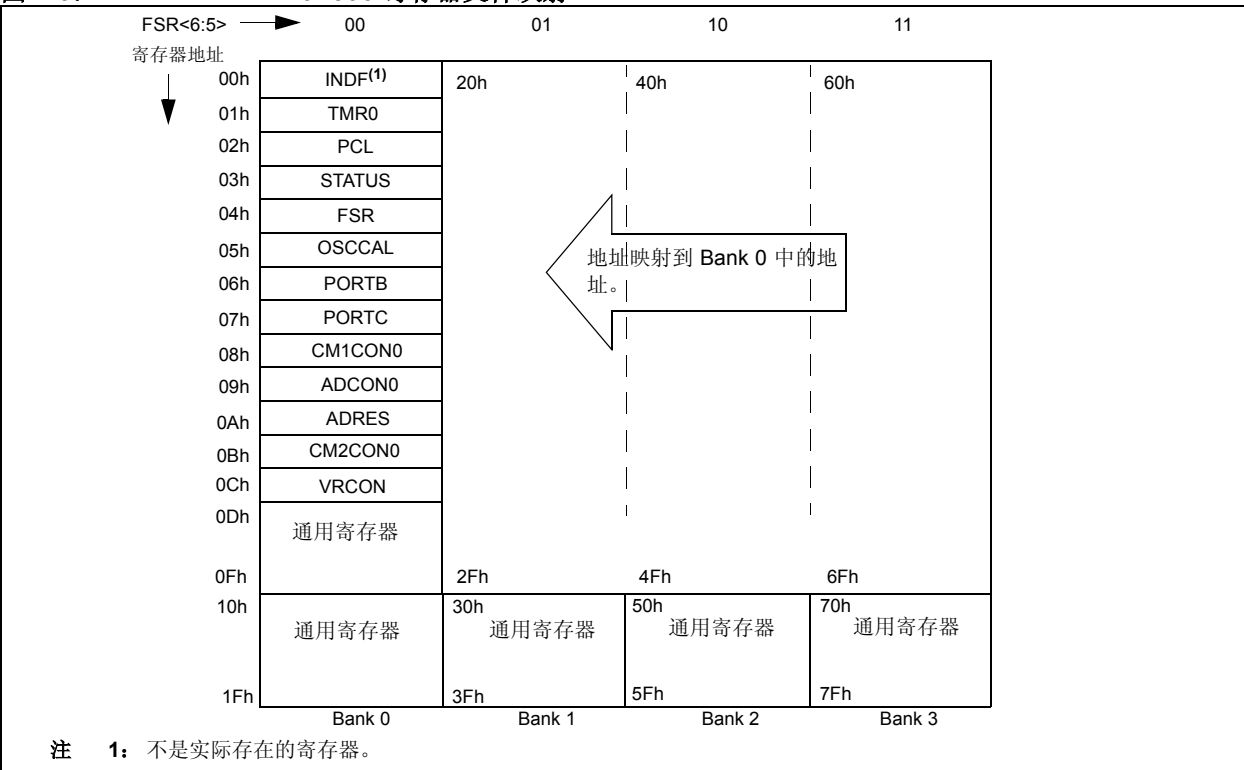 FSR<6:5> 00 01 10 11
寄存器地址
00h INDF(1) 20h 40h 60h
01h TMR0
02h PCL
03h STATUS
04h FSR
05h OSCCAL
地址映射到 Bank 0 中的地
址。
06h PORTB
07h PORTC
08h CM1CON0
09h ADCON0
0Ah ADRES
0Bh CM2CON0
0Ch VRCON
0Dh
通用寄存器
0Fh 2Fh 4Fh 6Fh
10h 30h 50h 70h
通用寄存器 通用寄存器 通用寄存器 通用寄存器
1Fh 3Fh 5Fh 7Fh
Bank 0 Bank 1 Bank 2 Bank 3
注 1: 不是实际存在的寄存器。